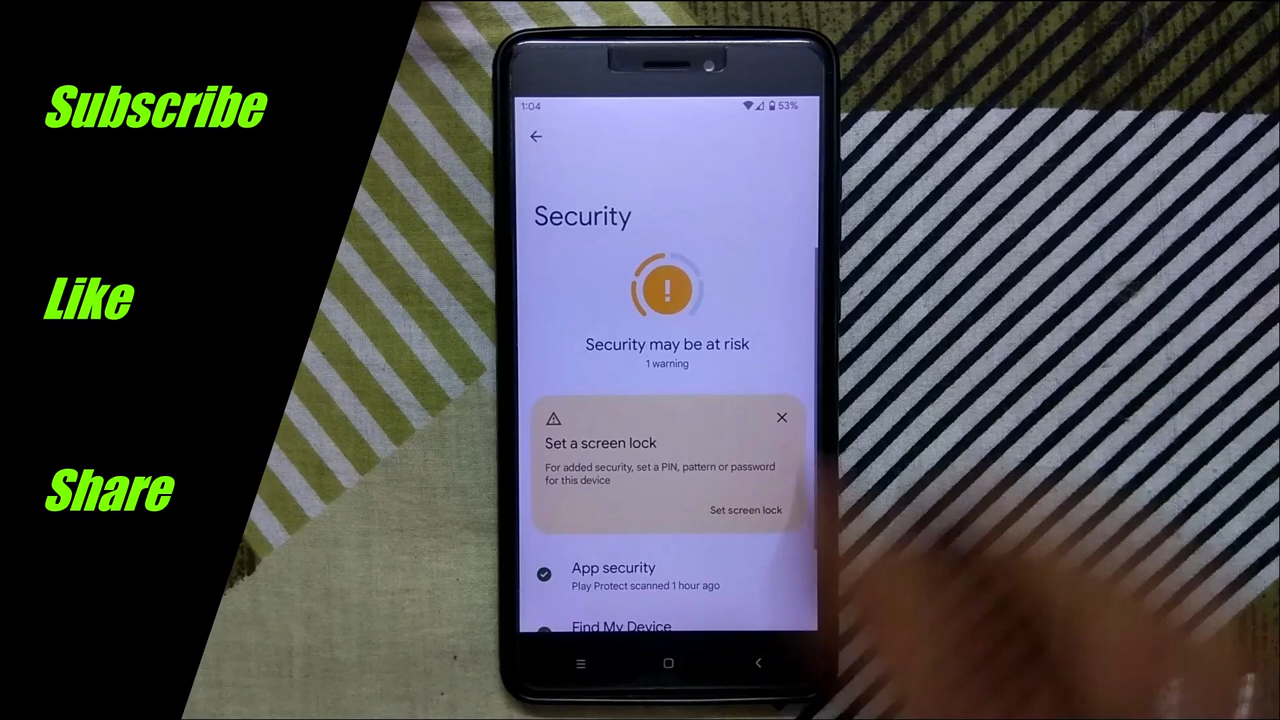 Subscribe
Like
Share
1:04
53%
Security
Security may be at risk
1 warning
Set a screen lock
For added security, set a PIN, pattern or password
for this device
Set screen lock
App security
Play Protect scanned 1 hour ago
Find My Device